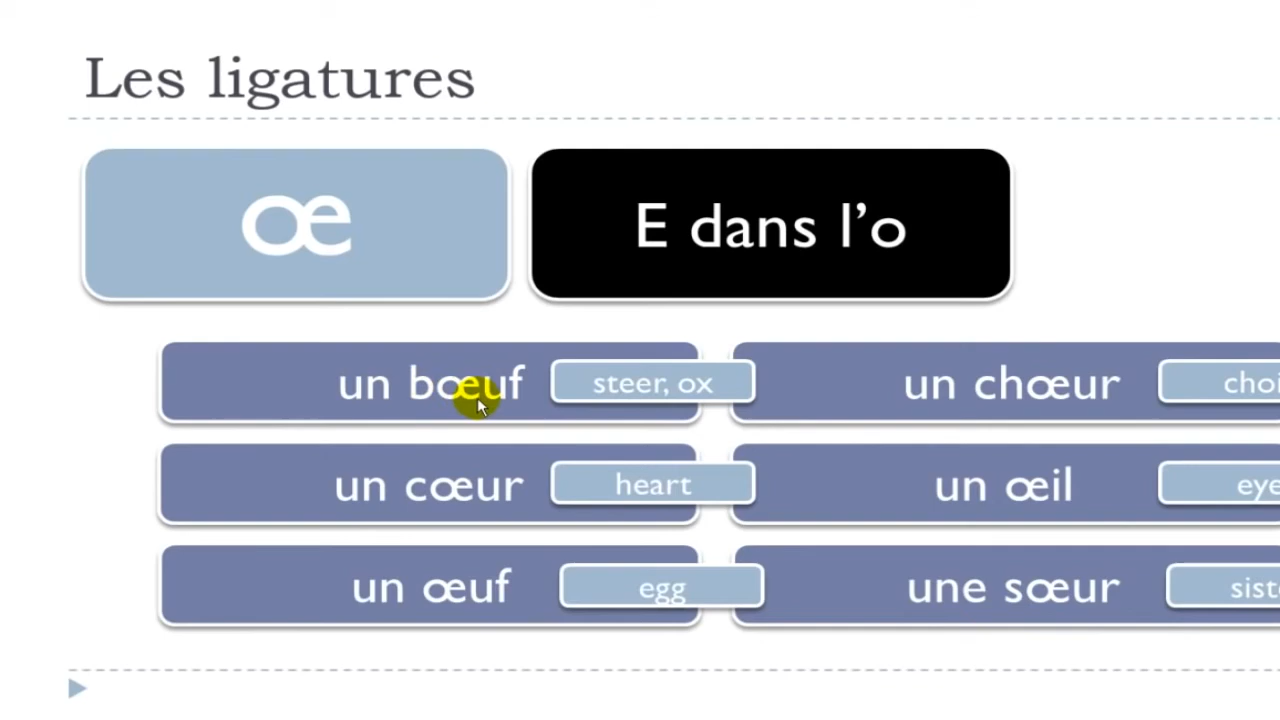 Les ligatures
œ
E dans l’o
un bœuf steer, ox
un chœur
un cœur heart
un œil eye
un œuf egg
une sœur